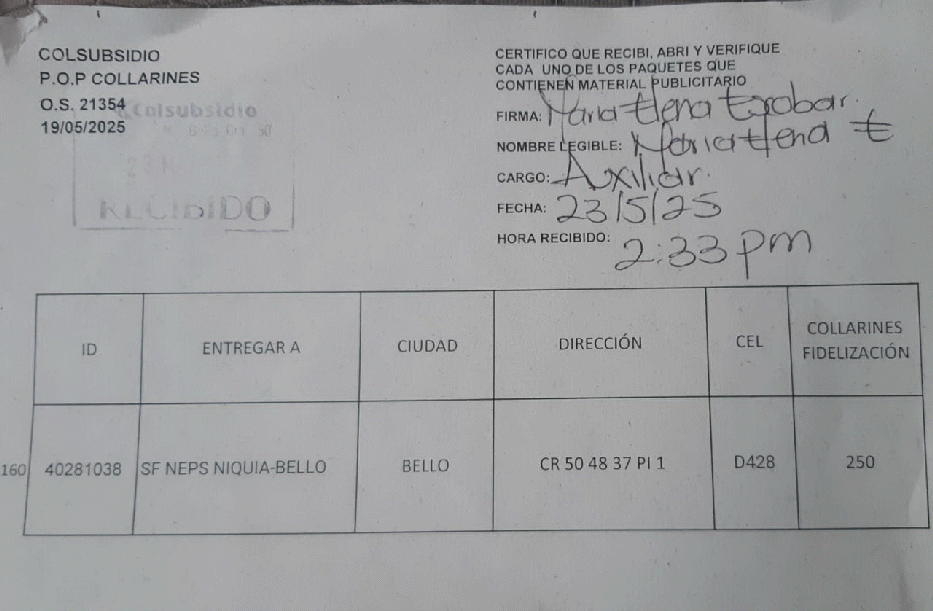 COLSUBSIDIO
P.O.P COLLARINES
O.S. 21354
19/05/2025
Colsubsidio
RECIBIDO
CERTIFICO QUE RECIBI, ABRI Y VERIFIQUE
CADA UNO DE LOS PAQUETES QUE
CONTIENEN MATERIAL PUBLICITARIO
FIRMA: Maria Elena Escobar.
NOMBRE LEGIBLE: Maria Elena E
CARGO: Auxiliar.
FECHA: 23/5/25
HORA RECIBIDO: 2:33 pm
ID ENTREGAR A CIUDAD DIRECCIÓN CEL COLLARINES FIDELIZACIÓN
160 40281038 SF NEPS NIQUIA-BELLO BELLO CR 50 48 37 PI 1 D428 250